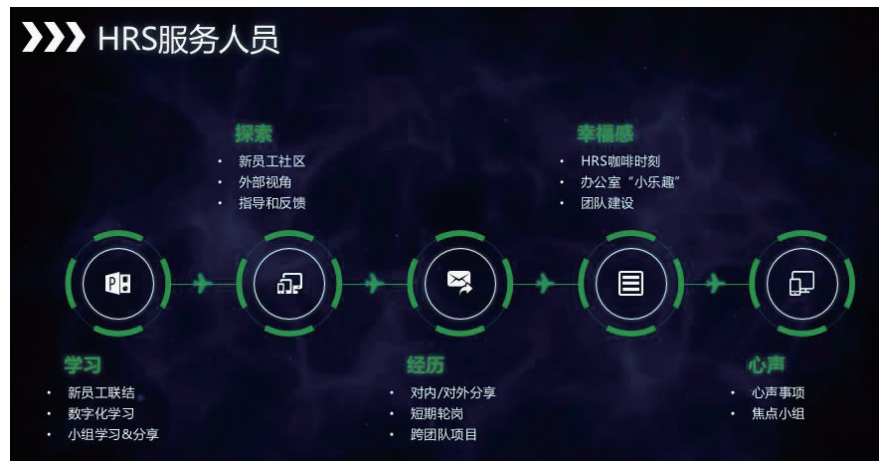 HRS服务人员
探索
• 新员工社区
• 外部视角
• 指导和反馈
幸福感
• HRS咖啡时刻
• 办公室“小乐趣”
• 团队建设
学习
• 新员工联结
• 数字化学习
• 小组学习&分享
经历
• 对内/对外分享
• 短期轮岗
• 跨团队项目
心声
• 心声事项
• 焦点小组